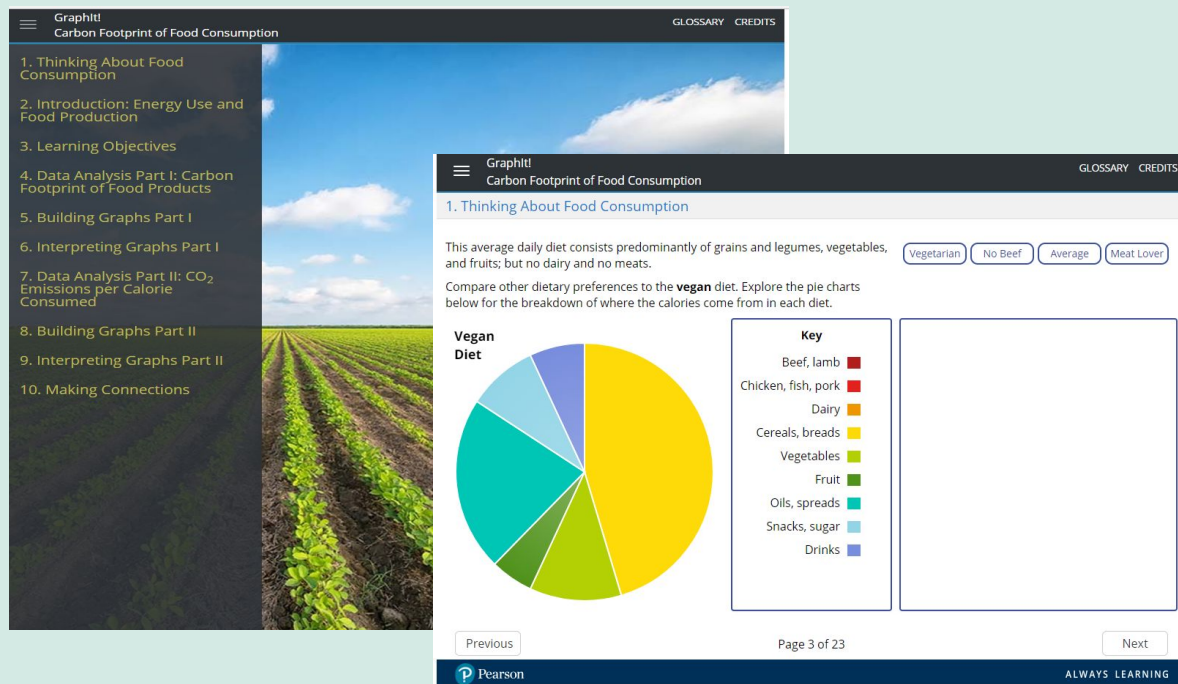 GraphIt!
Carbon Footprint of Food Consumption
GLOSSARY CREDITS
1. Thinking About Food
Consumption
2. Introduction: Energy Use and
Food Production
3. Learning Objectives
4. Data Analysis Part I: Carbon
Footprint of Food Products
5. Building Graphs Part I
6. Interpreting Graphs Part I
7. Data Analysis Part II: CO₂
Emissions per Calorie
Consumed
8. Building Graphs Part II
9. Interpreting Graphs Part II
10. Making Connections
GraphIt!
Carbon Footprint of Food Consumption
GLOSSARY CREDITS
1. Thinking About Food Consumption
This average daily diet consists predominantly of grains and legumes, vegetables,
and fruits; but no dairy and no meats.
Compare other dietary preferences to the vegan diet. Explore the pie charts
below for the breakdown of where the calories come from in each diet.
Vegetarian No Beef Average Meat Lover
Vegan
Diet
Key
Beef, lamb
Chicken, fish, pork
Dairy
Cereals, breads
Vegetables
Fruit
Oils, spreads
Snacks, sugar
Drinks
Previous
Page 3 of 23
Next
Pearson
ALWAYS LEARNING